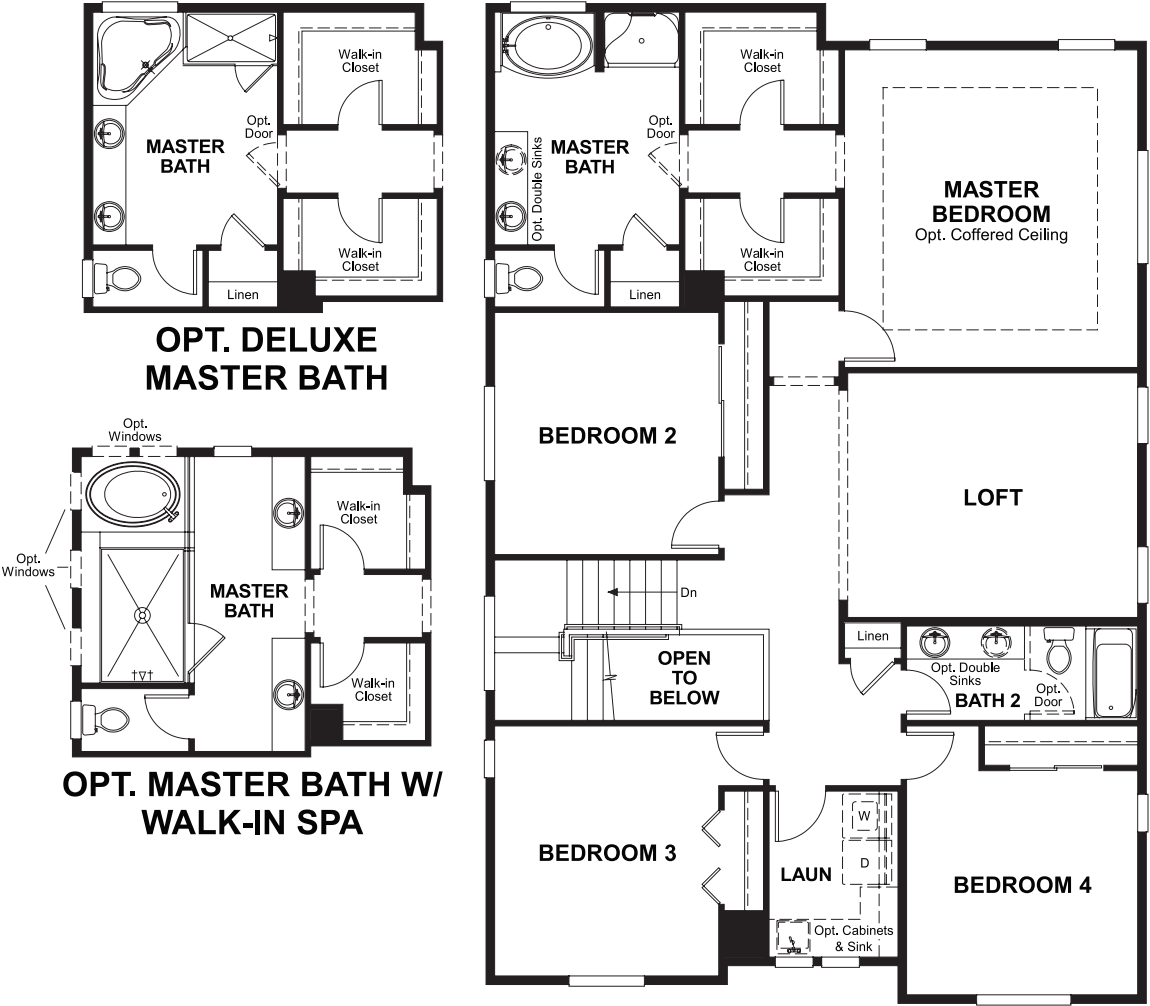 Walk-in
Closet
Opt.
Door
MASTER
BATH
Walk-in
Closet
Linen
OPT. DELUXE
MASTER BATH
Opt.
Windows
Opt.
Windows
Walk-in
Closet
MASTER
BATH
Walk-in
Closet
OPT. MASTER BATH W/
WALK-IN SPA
Walk-in
Closet
Opt.
Door
MASTER
BATH
Opt. Double Sinks
Walk-in
Closet
Linen
MASTER
BEDROOM
Opt. Coffered Ceiling
BEDROOM 2
LOFT
Dn
OPEN
TO
BELOW
Linen
Opt. Double
Sinks
BATH 2
Opt.
Door
BEDROOM 3
W
D
LAUN
Opt. Cabinets
& Sink
BEDROOM 4